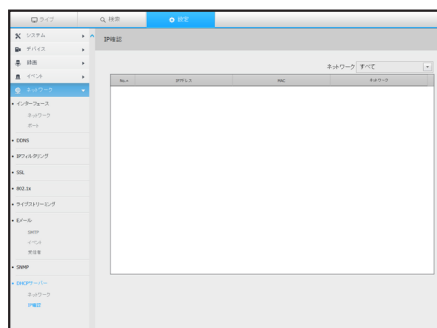 ライブ
検索
設定
システム
デバイス
録画
イベント
ネットワーク
インターフェース
ネットワーク
ポート
DDNS
IPフィルタリング
SSL
802.1x
ライブストリーミング
Eメール
SMTP
イベント
受信者
SNMP
DHCPサーバー
ネットワーク
IP確認
IP確認
ネットワーク すべて
No. IPアドレス MAC ネットワーク